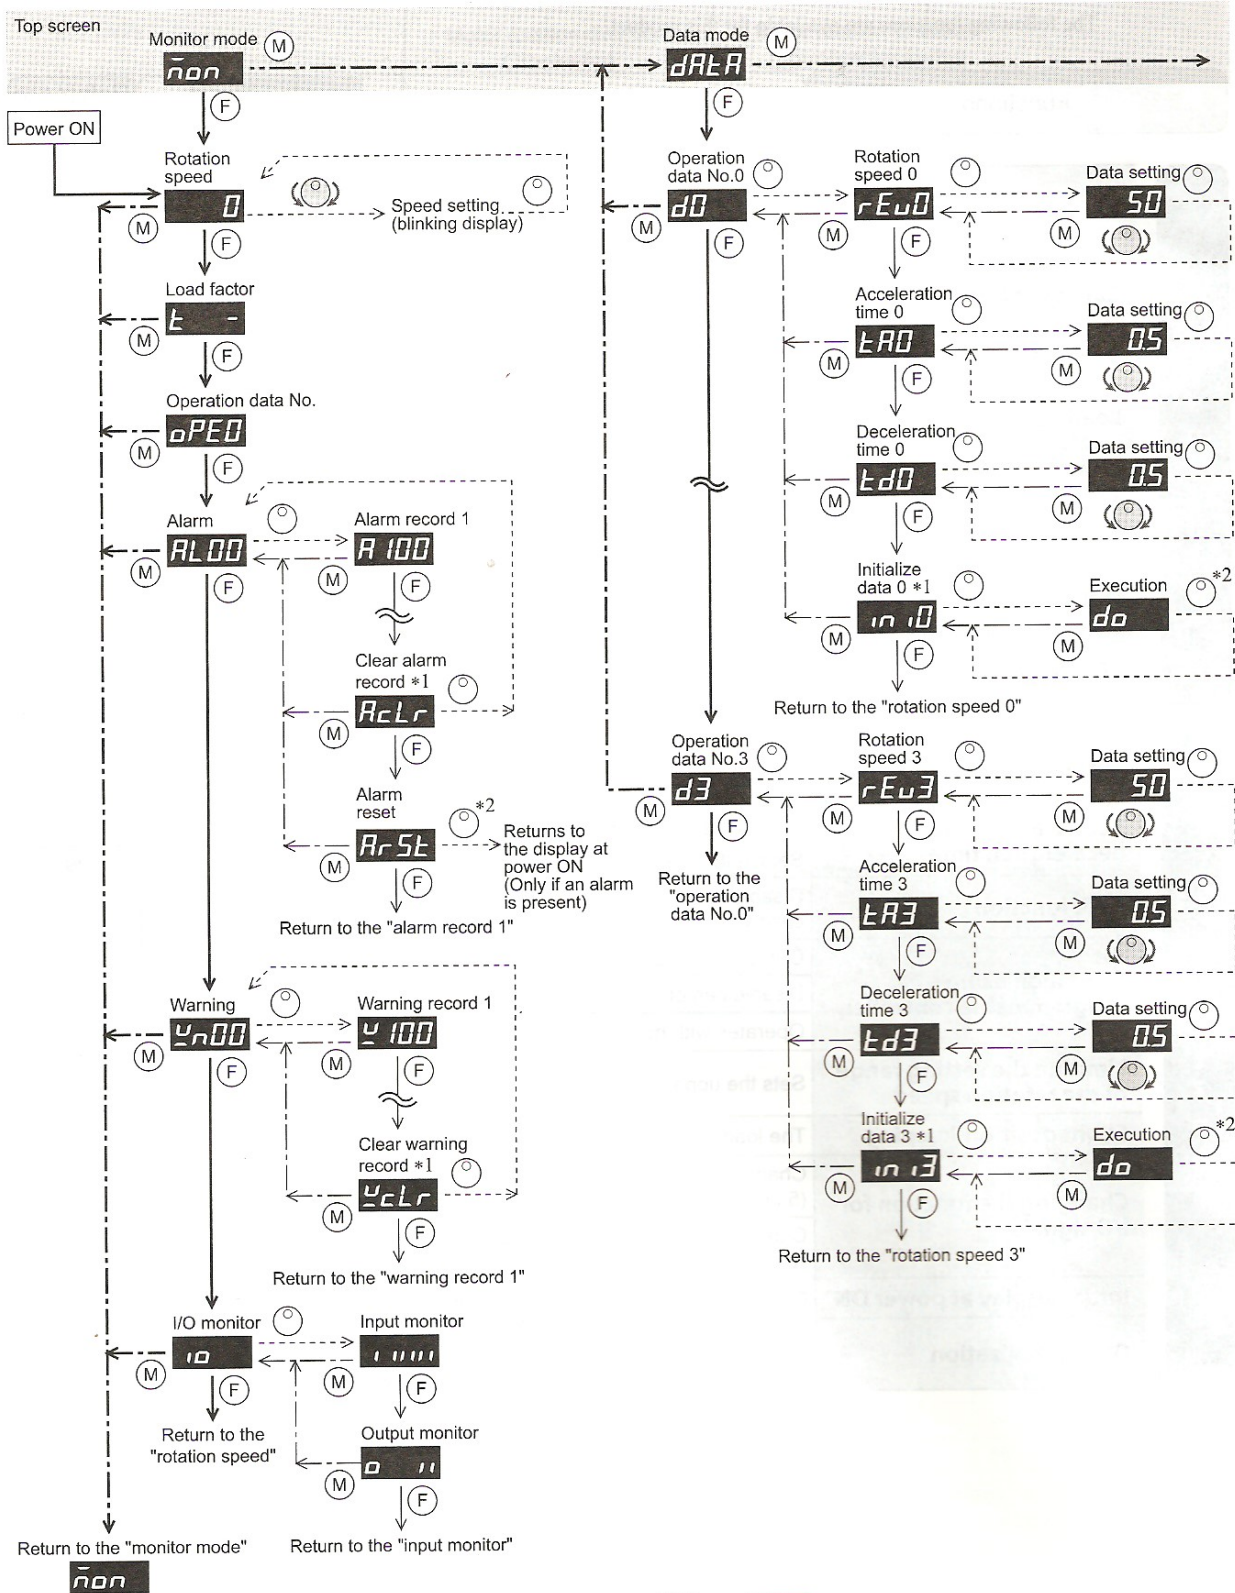 Top screen
Monitor mode M
Data mode M
non
dAtA
F
F
Power ON
Rotation
speed
0
M
F
Speed setting
(blinking display)
Load factor
t -
M
F
Operation data No.
oPE0
M
F
Alarm
AL00
M
F
Alarm record 1
A100
M
F
Clear alarm
record *1
AcLr
M
F
Alarm
reset
*2
ArSt
M
F
Returns to
the display at
power ON
(Only if an alarm
is present)
Return to the "alarm record 1"
Warning
Wn00
M
F
Warning record 1
W100
M
F
Clear warning
record *1
WcLr
M
F
Return to the "warning record 1"
I/O monitor
io
M
F
Return to the
"rotation speed"
Input monitor
M
F
Output monitor
M
F
Return to the "input monitor"
Return to the "monitor mode"
non
Operation
data No.0
d0
M
F
Rotation
speed 0
rEv0
M
F
Data setting
50
M
Acceleration
time 0
tA0
M
F
Data setting
0.5
M
Deceleration
time 0
td0
M
F
Data setting
0.5
M
Initialize
data 0 *1
ini0
M
F
Execution
*2
do
M
Return to the "rotation speed 0"
Operation
data No.3
d3
M
F
Return to the
"operation
data No.0"
Rotation
speed 3
rEv3
M
F
Data setting
50
M
Acceleration
time 3
tA3
M
F
Data setting
0.5
M
Deceleration
time 3
td3
M
F
Data setting
0.5
M
Initialize
data 3 *1
ini3
M
F
Execution
*2
do
M
Return to the "rotation speed 3"